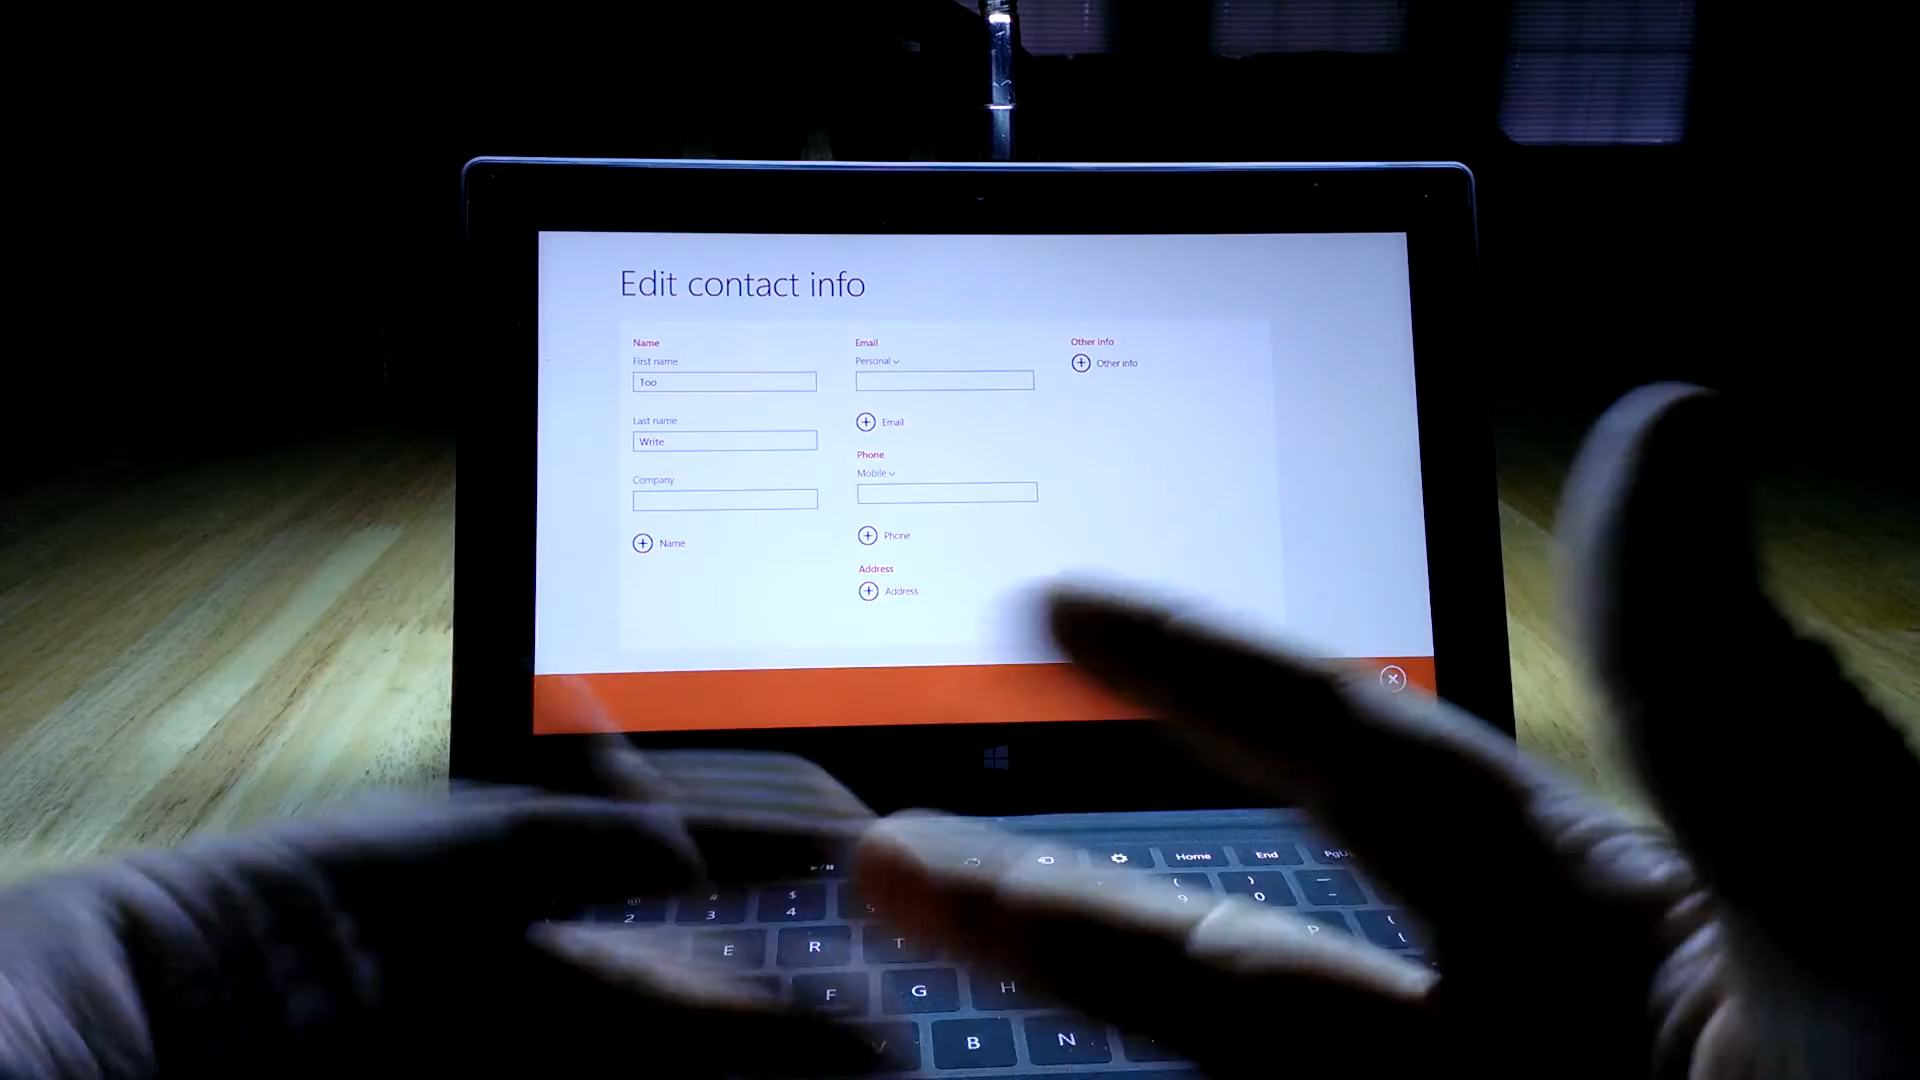 Edit contact info
Name
First name
Too
Last name
Write
Company
Name
Email
Personal
Email
Phone
Mobile
Phone
Address
Address
Other info
Other info
Home End
@ # $ ( ) _
2 3 4 9 0 -
E R T P
F G H
V B N